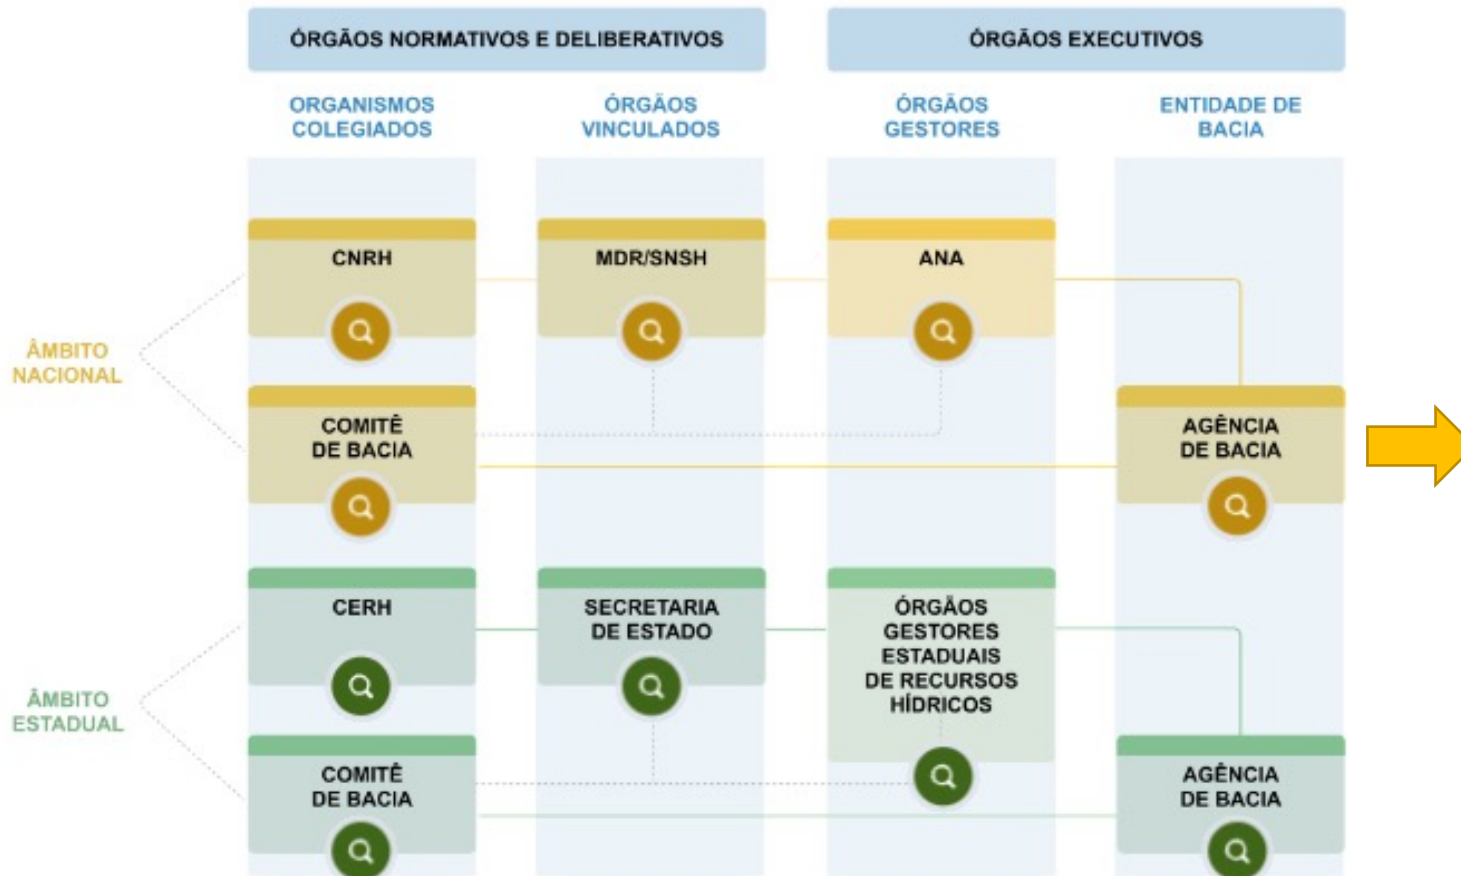 ÓRGÃOS NORMATIVOS E DELIBERATIVOS
ÓRGÃOS EXECUTIVOS
ORGANISMOS
COLEGIADOS
ÓRGÃOS
VINCULADOS
ÓRGÃOS
GESTORES
ENTIDADE DE
BACIA
ÂMBITO
NACIONAL
CNRH
MDR/SNSH
ANA
COMITÊ
DE BACIA
AGÊNCIA
DE BACIA
ÂMBITO
ESTADUAL
CERH
SECRETARIA
DE ESTADO
ÓRGÃOS
GESTORES
ESTADUAIS
DE RECURSOS
HÍDRICOS
COMITÊ
DE BACIA
AGÊNCIA
DE BACIA